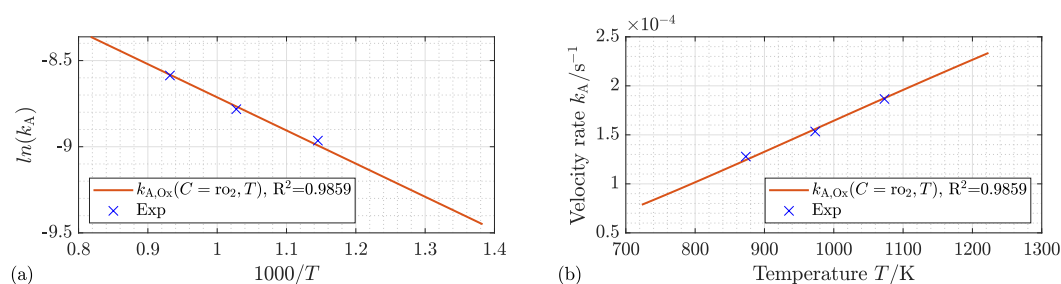 -8.5
-9
-9.5
0.8
0.9
1
1.1
1.2
1.3
1.4
ln(k_A)
1000/T
k_A,Ox(C = ro₂, T), R²=0.9859
Exp
(a)
×10⁻⁴
2.5
2
1.5
1
0.5
700
800
900
1000
1100
1200
1300
Velocity rate k_A/s⁻¹
Temperature T/K
k_A,Ox(C = ro₂, T), R²=0.9859
Exp
(b)